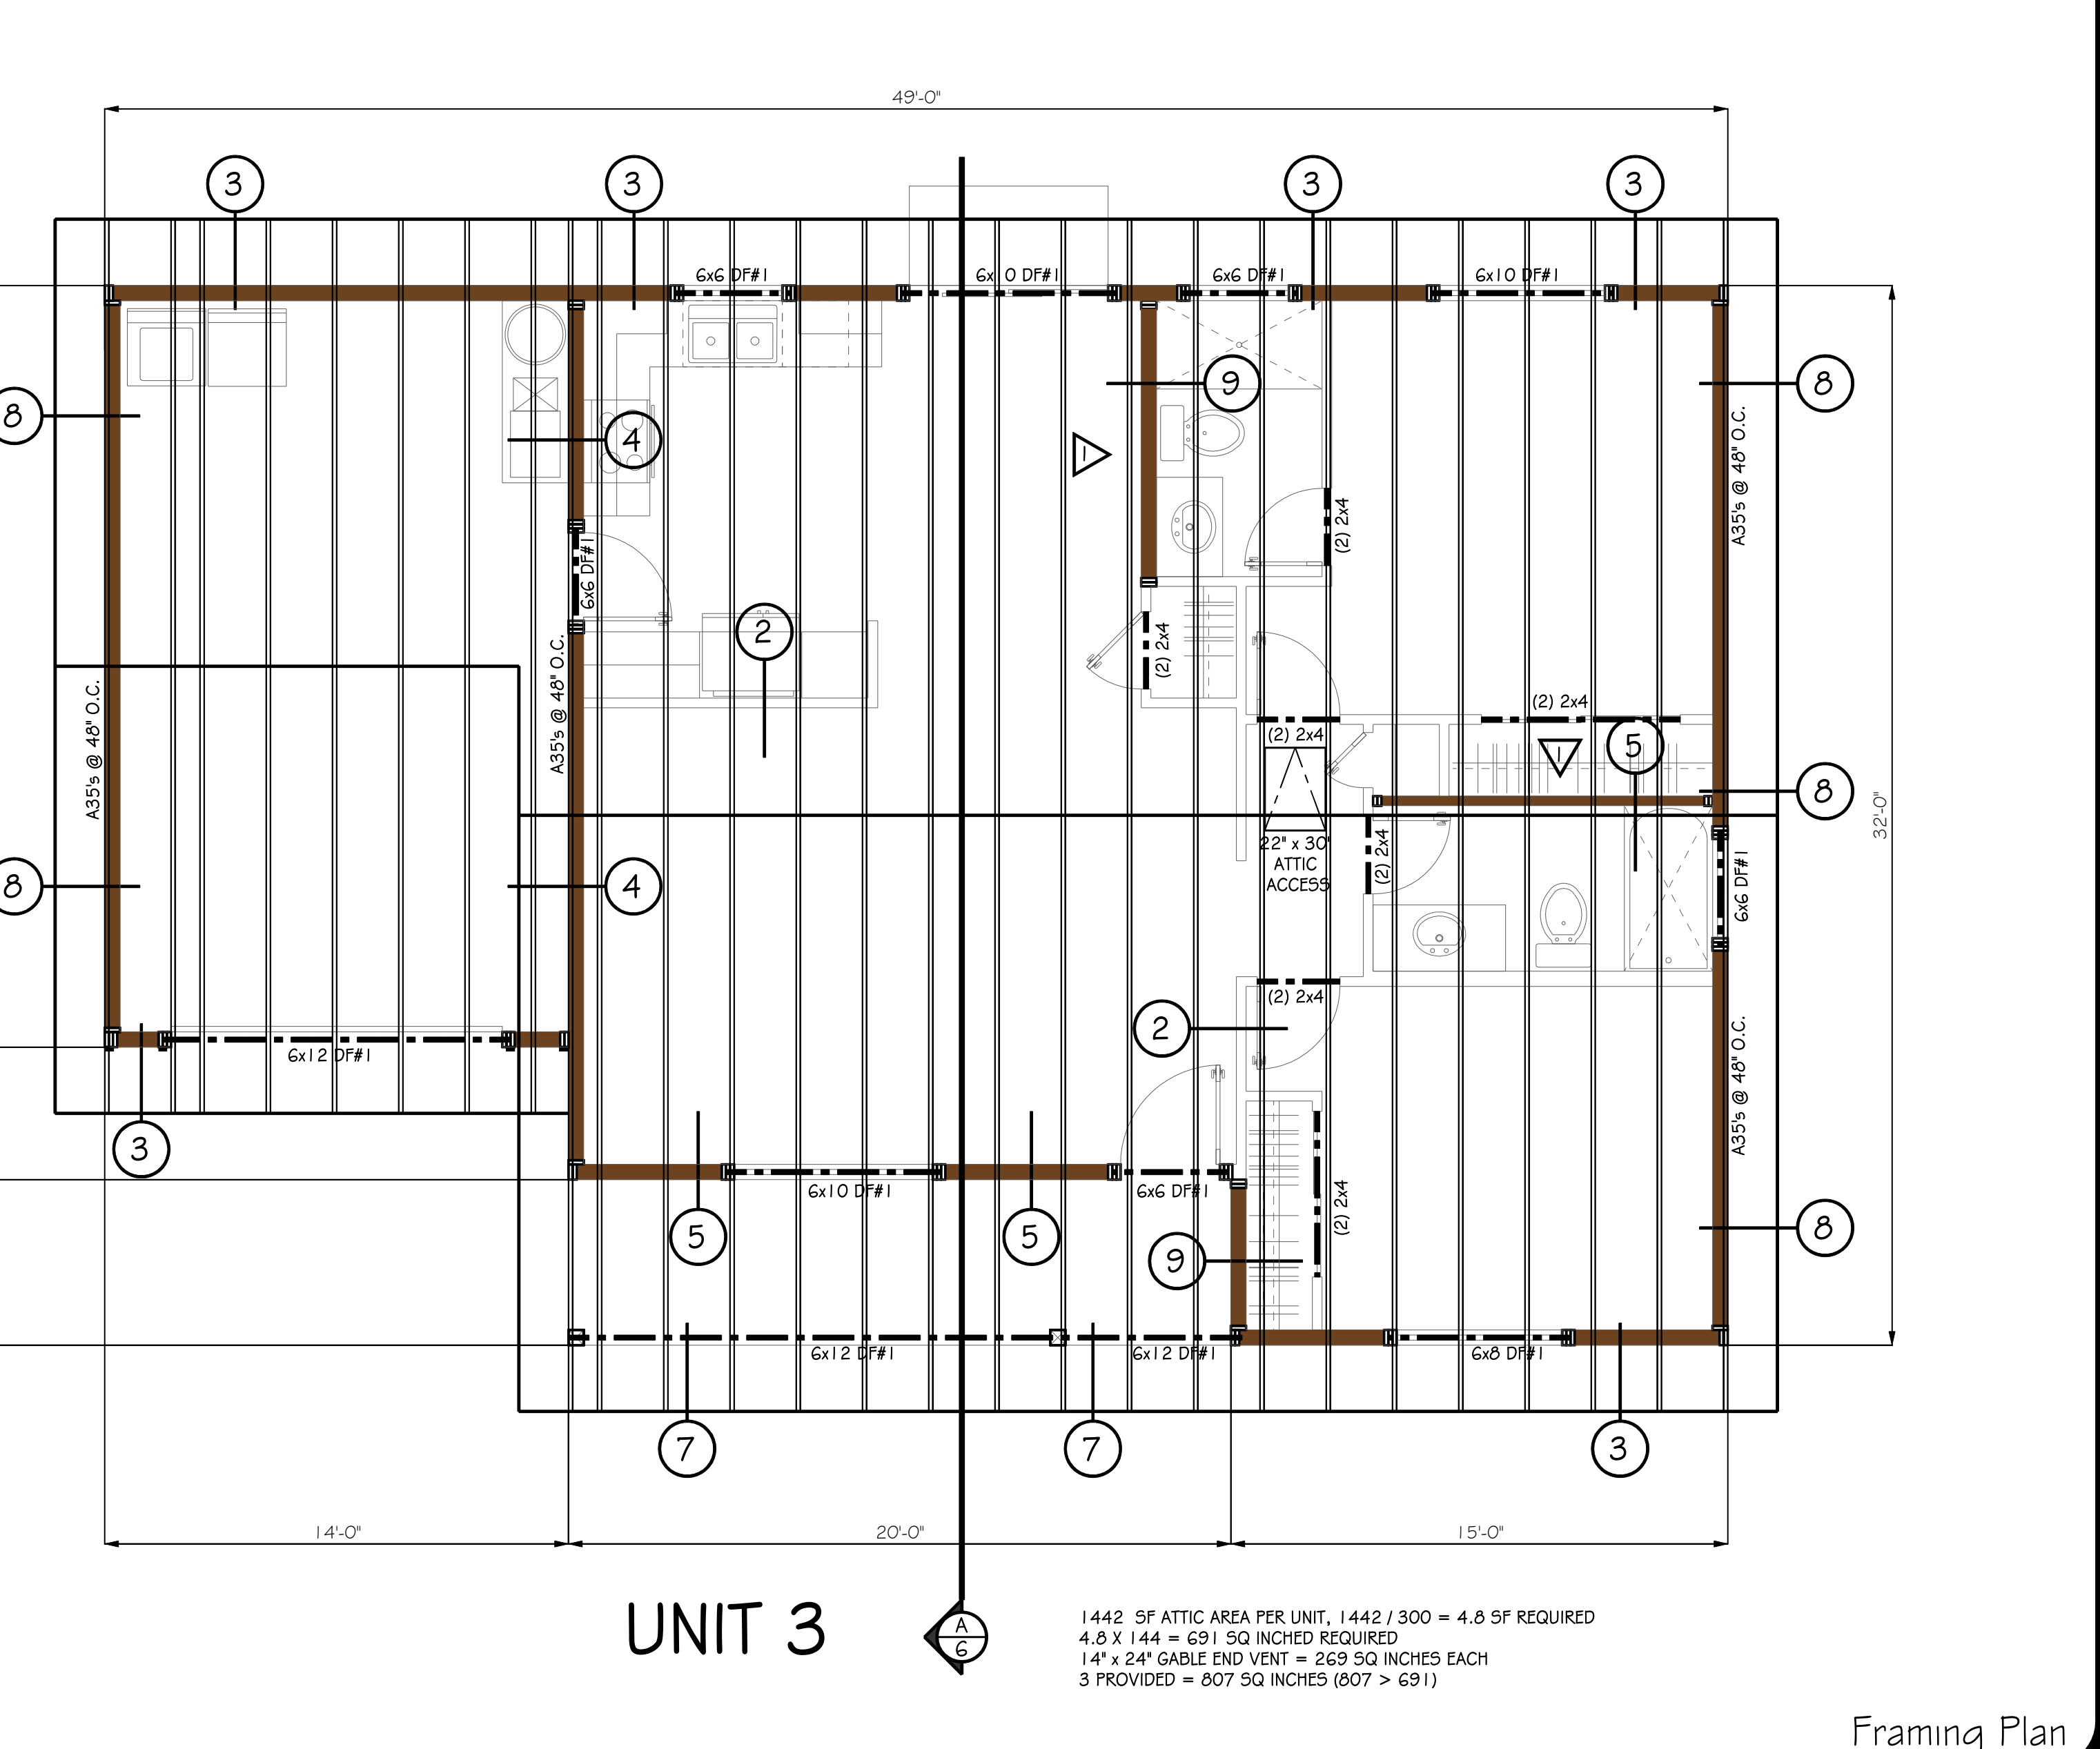 49'-0"
3
3
3
3
6x6 DF#1
6x10 DF#1
6x6 DF#1
6x10 DF#1
8
9
8
8
4
1
A35's @ 48" O.C.
(2) 2x4
6x6 DF#1
2
(2) 2x4
A35's @ 48" O.C.
A35's @ 48" O.C.
(2) 2x4
(2) 2x4
1
5
8
32'-0"
22" x 30"
ATTIC
ACCESS
(2) 2x4
6x6 DF#1
8
4
(2) 2x4
2
6x12 DF#1
3
A35's @ 48" O.C.
6x10 DF#1
6x6 DF#1
(2) 2x4
5
5
9
8
6x12 DF#1
6x12 DF#1
6x8 DF#1
7
7
3
14'-0"
20'-0"
15'-0"
UNIT 3
A
6
1442 SF ATTIC AREA PER UNIT, 1442 / 300 = 4.8 SF REQUIRED
4.8 X 144 = 691 SQ INCHED REQUIRED
14" x 24" GABLE END VENT = 269 SQ INCHES EACH
3 PROVIDED = 807 SQ INCHES (807 > 691)
Framing Plan